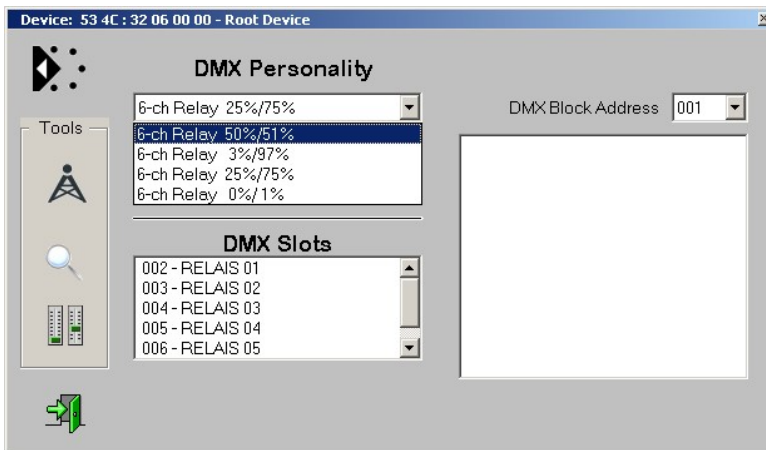 Device: 53 4C : 32 06 00 00 - Root Device
DMX Personality
6-ch Relay 25%/75%
DMX Block Address 001
Tools
6-ch Relay 50%/51%
6-ch Relay 3%/97%
6-ch Relay 25%/75%
6-ch Relay 0%/1%
DMX Slots
002 - RELAIS 01
003 - RELAIS 02
004 - RELAIS 03
005 - RELAIS 04
006 - RELAIS 05